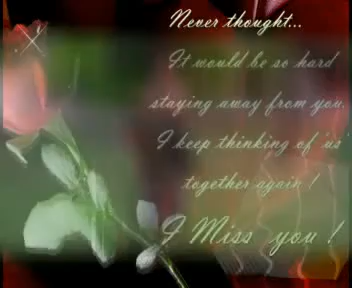 Never thought...
It would be so hard
staying away from you.
I keep thinking of 'us'
together again!
I Miss you!